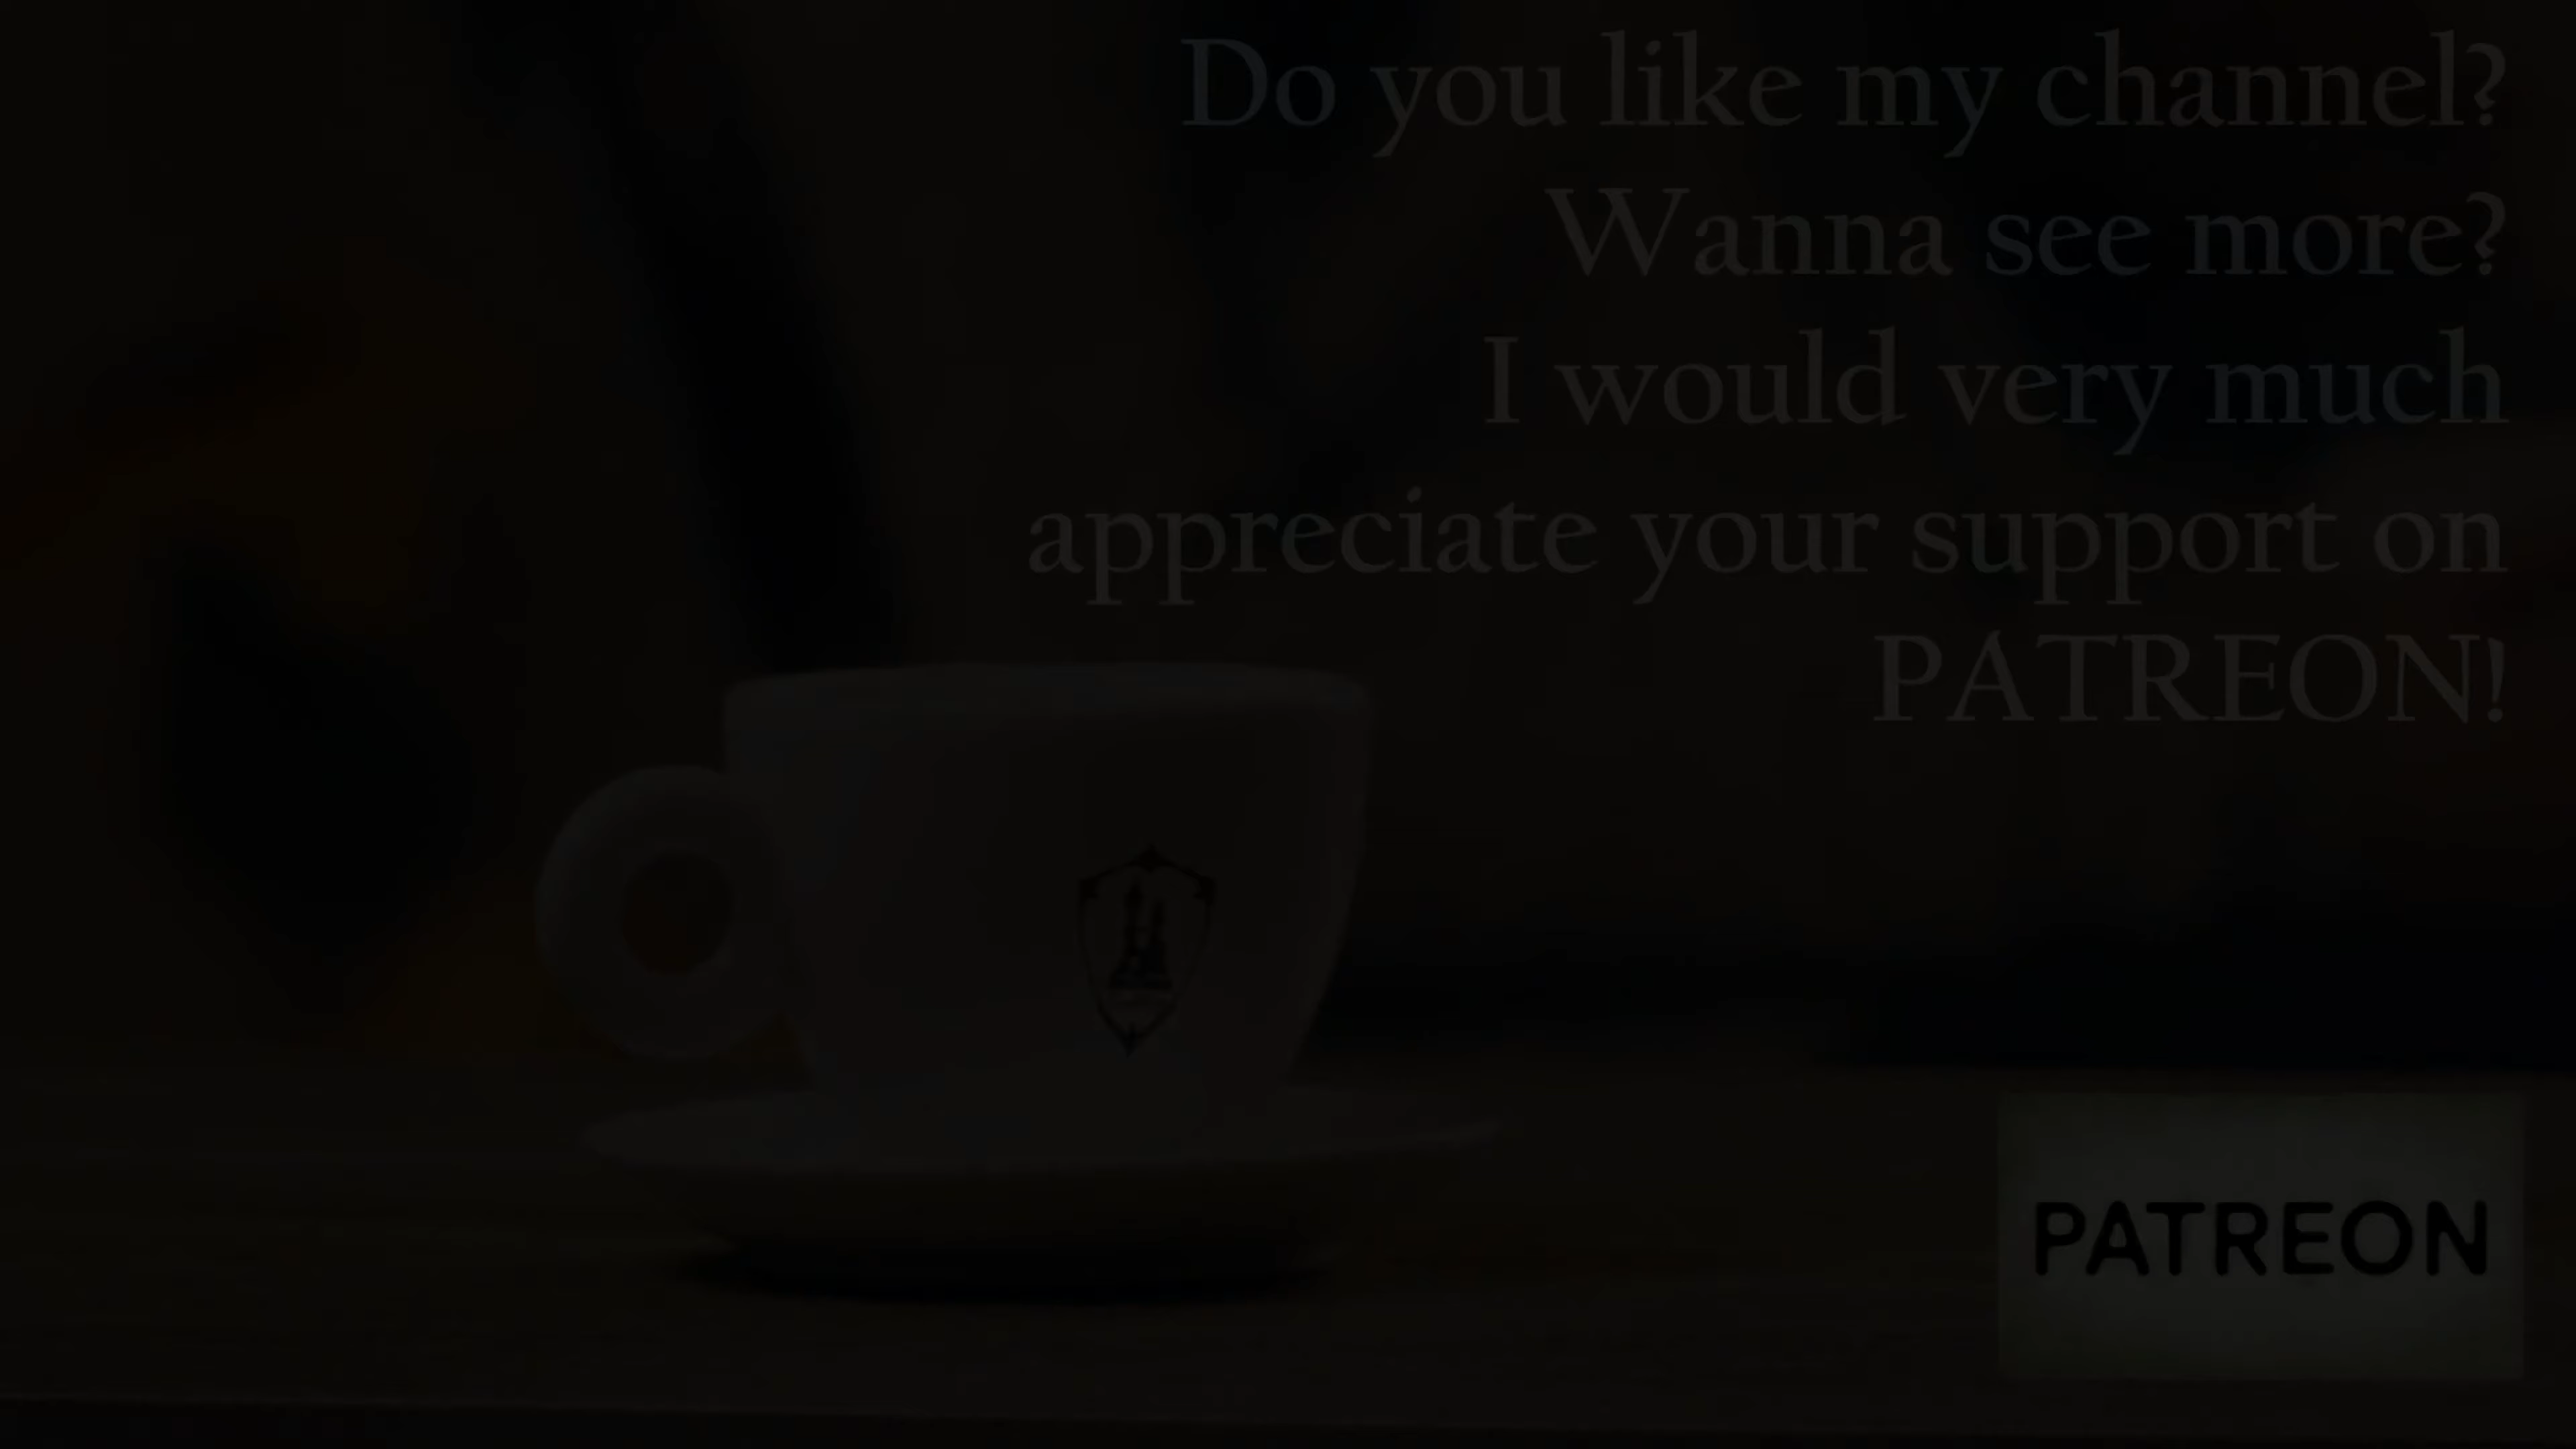 Do you like my channel?
Wanna see more?
I would very much
appreciate your support on
PATREON!
PATREON